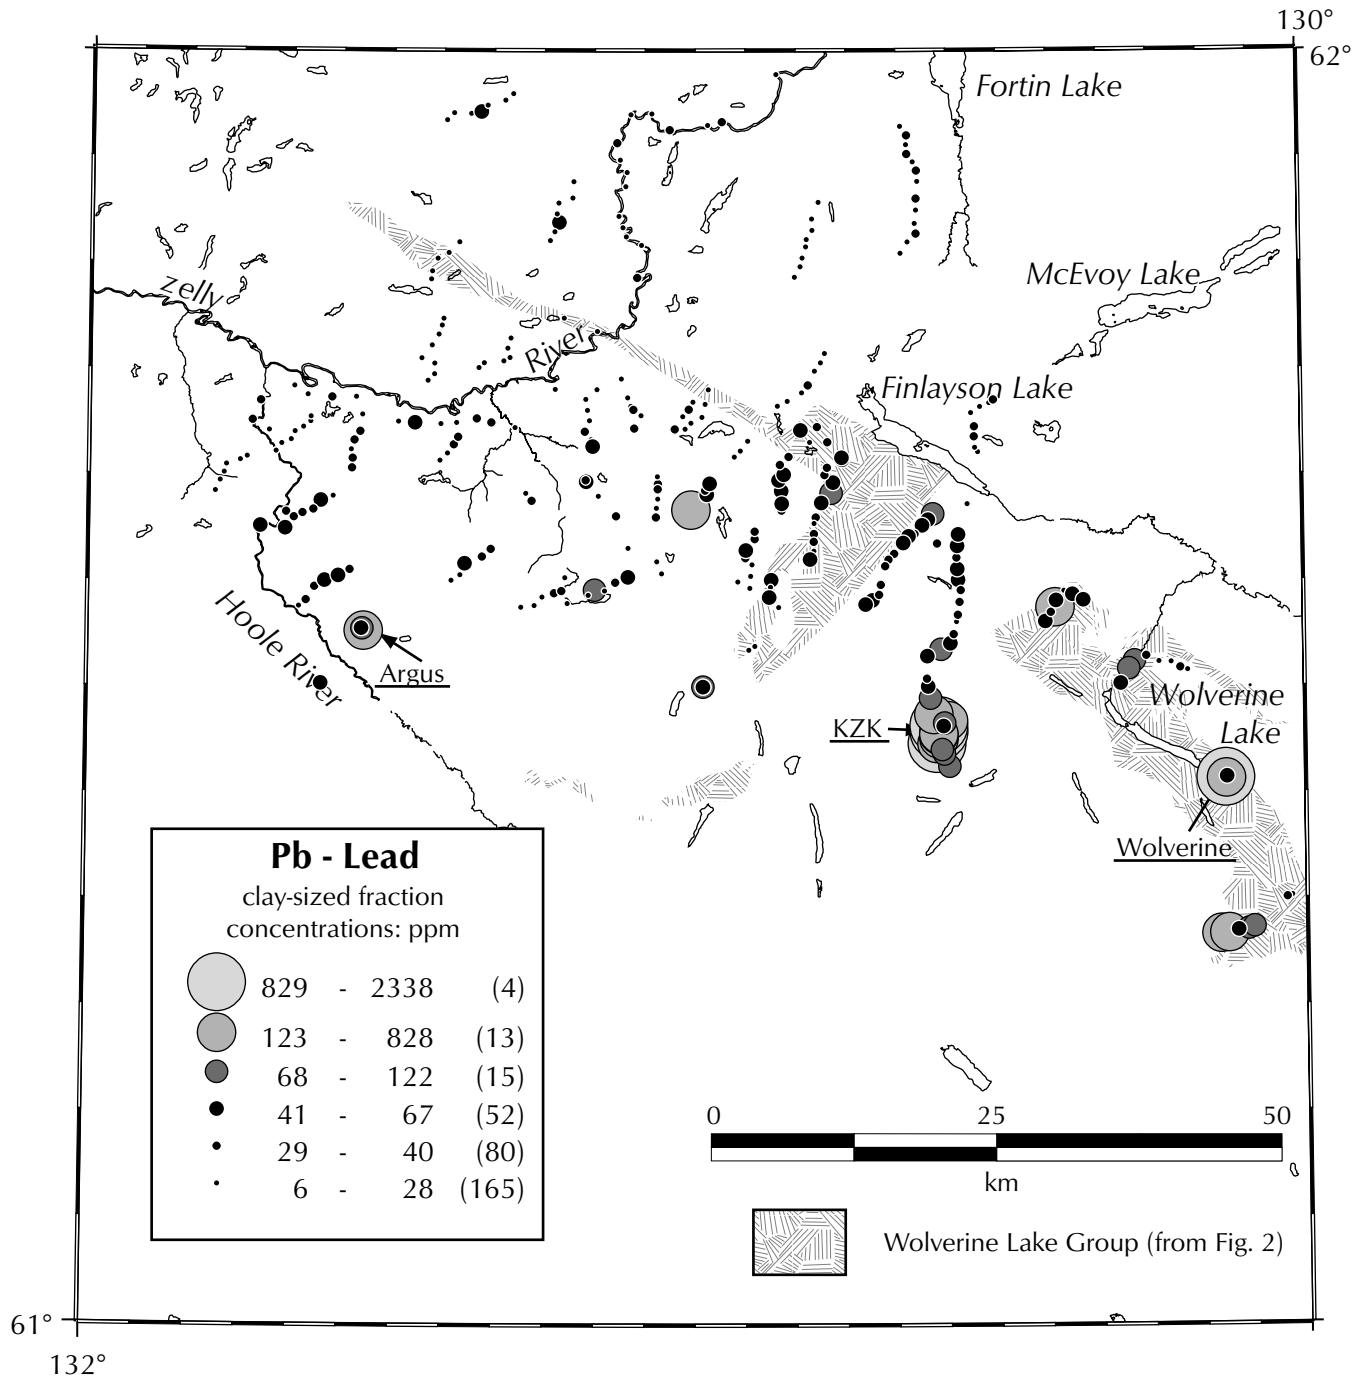 130°
62°
Fortin Lake
McEvoy Lake
zelly
River
Finlayson Lake
Hoole River
Argus
KZK
Wolverine
Lake
Wolverine
Pb - Lead
clay-sized fraction
concentrations: ppm
829 - 2338 (4)
123 - 828 (13)
68 - 122 (15)
41 - 67 (52)
29 - 40 (80)
6 - 28 (165)
0 25 50
km
Wolverine Lake Group (from Fig. 2)
61°
132°